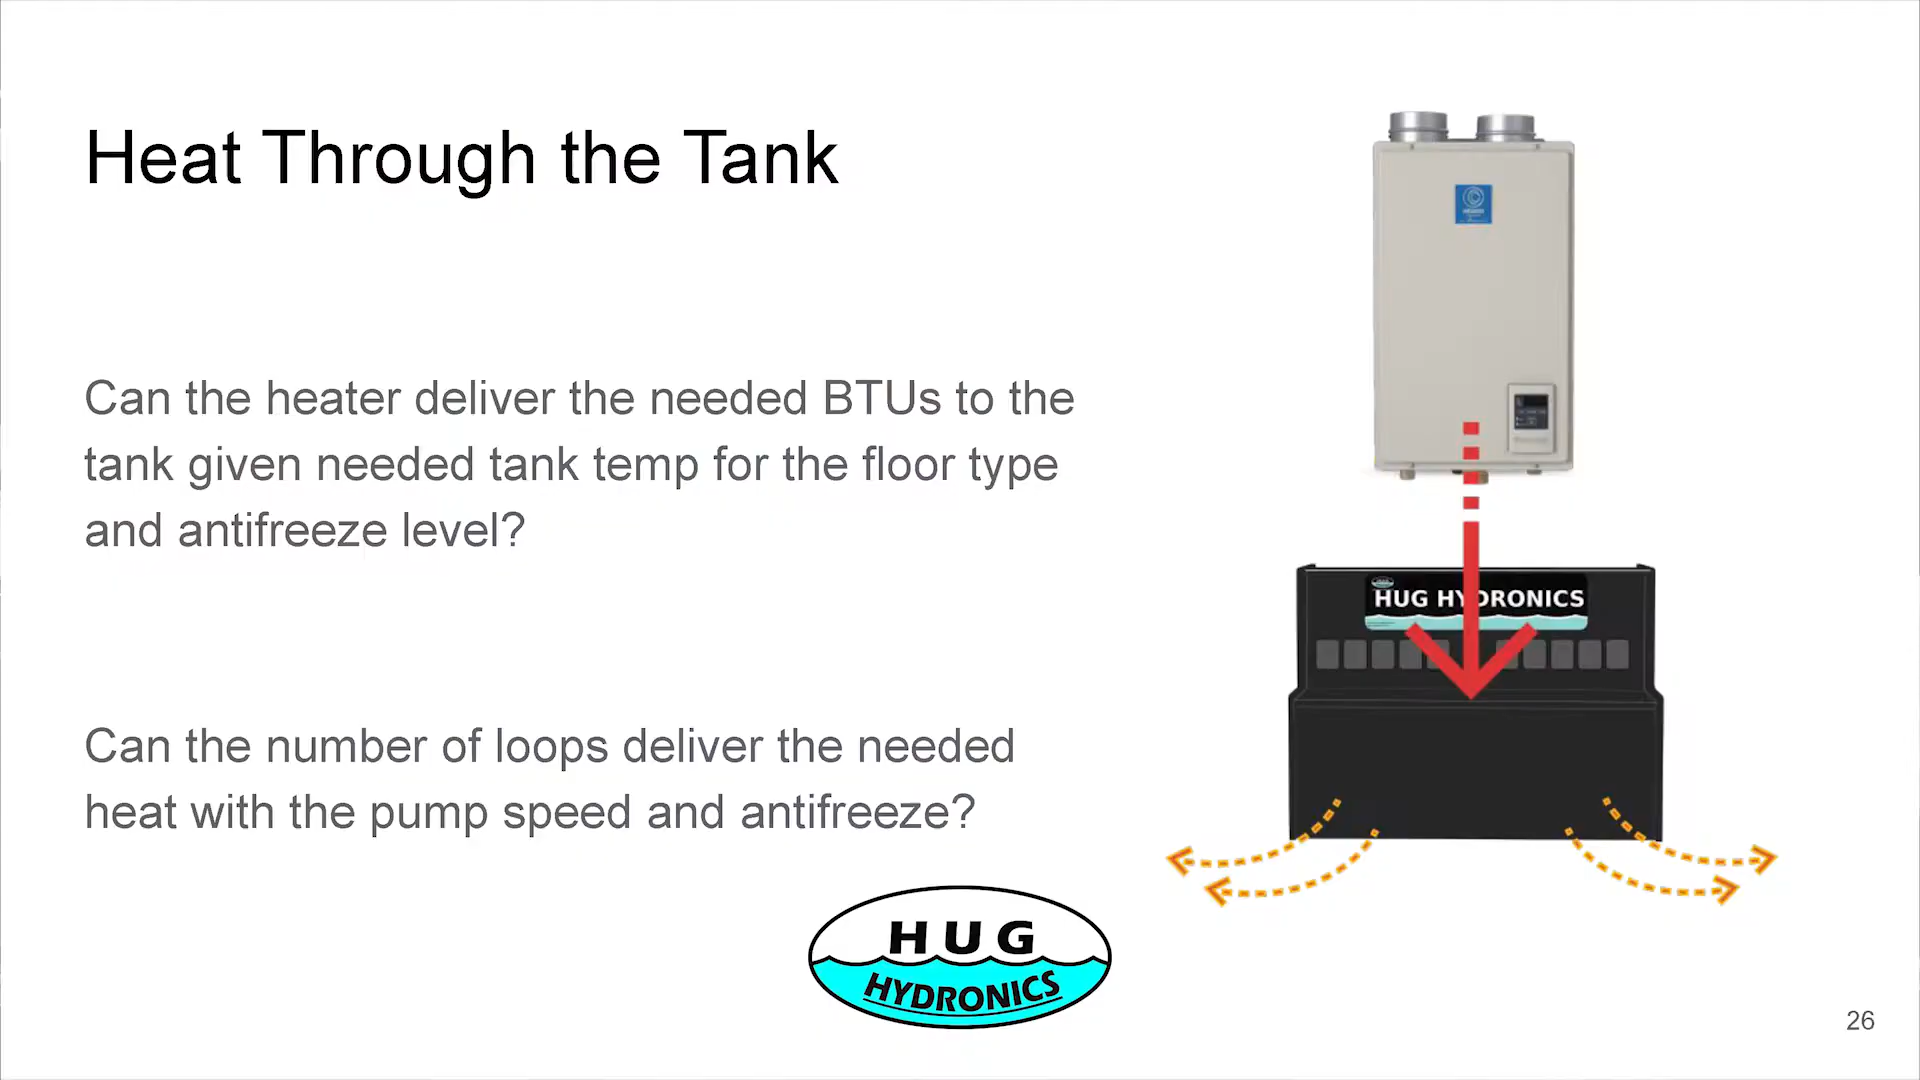 Heat Through the Tank
Can the heater deliver the needed BTUs to the
tank given needed tank temp for the floor type
and antifreeze level?
Can the number of loops deliver the needed
heat with the pump speed and antifreeze?
HUG HYDRONICS
HUG
HYDRONICS
26